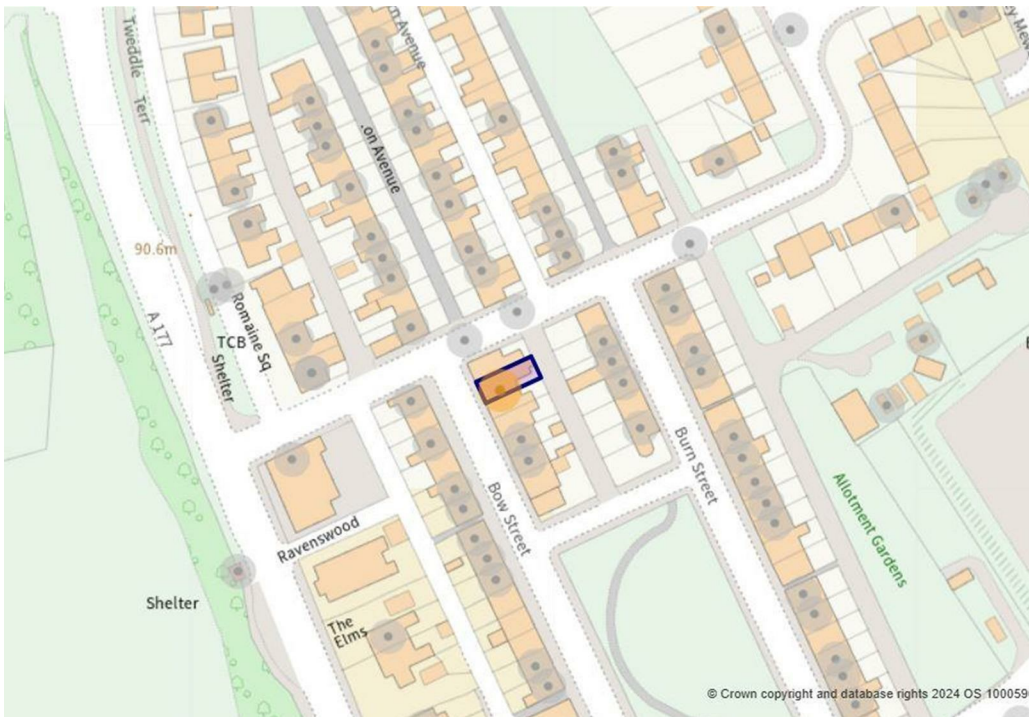 Tweddle Terr
Avenue
.on Avenue
90.6m
A 177
Romaine Sq
TCB
Shelter
Bow Street
Burn Street
Allotment Gardens
Ravenswood
Shelter
The
Elms
© Crown copyright and database rights 2024 OS 1000590